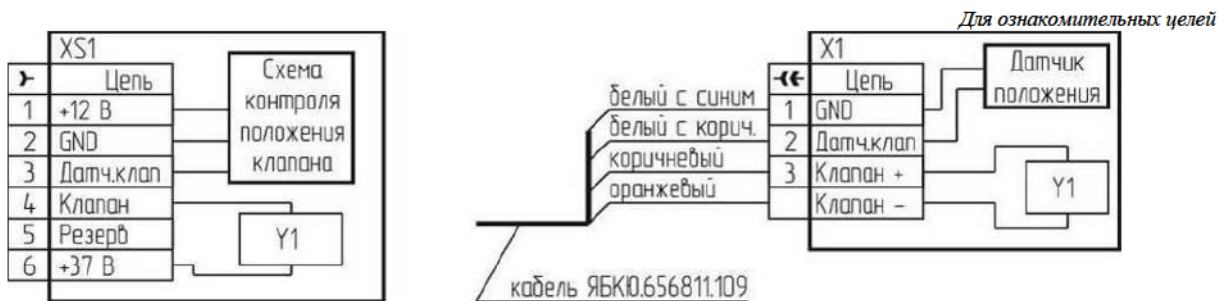 Для ознакомительных целей
XS1
Цепь
1 +12 В
2 GND
3 Датч.клап
4 Клапан
5 Резерв
6 +37 В
Схема
контроля
положения
клапана
Y1
белый с синим
белый с корич.
коричневый
оранжевый
кабель ЯБКЮ.656811.109
X1
Цепь
1 GND
2 Датч.клап
3 Клапан +
Клапан –
Датчик
положения
Y1